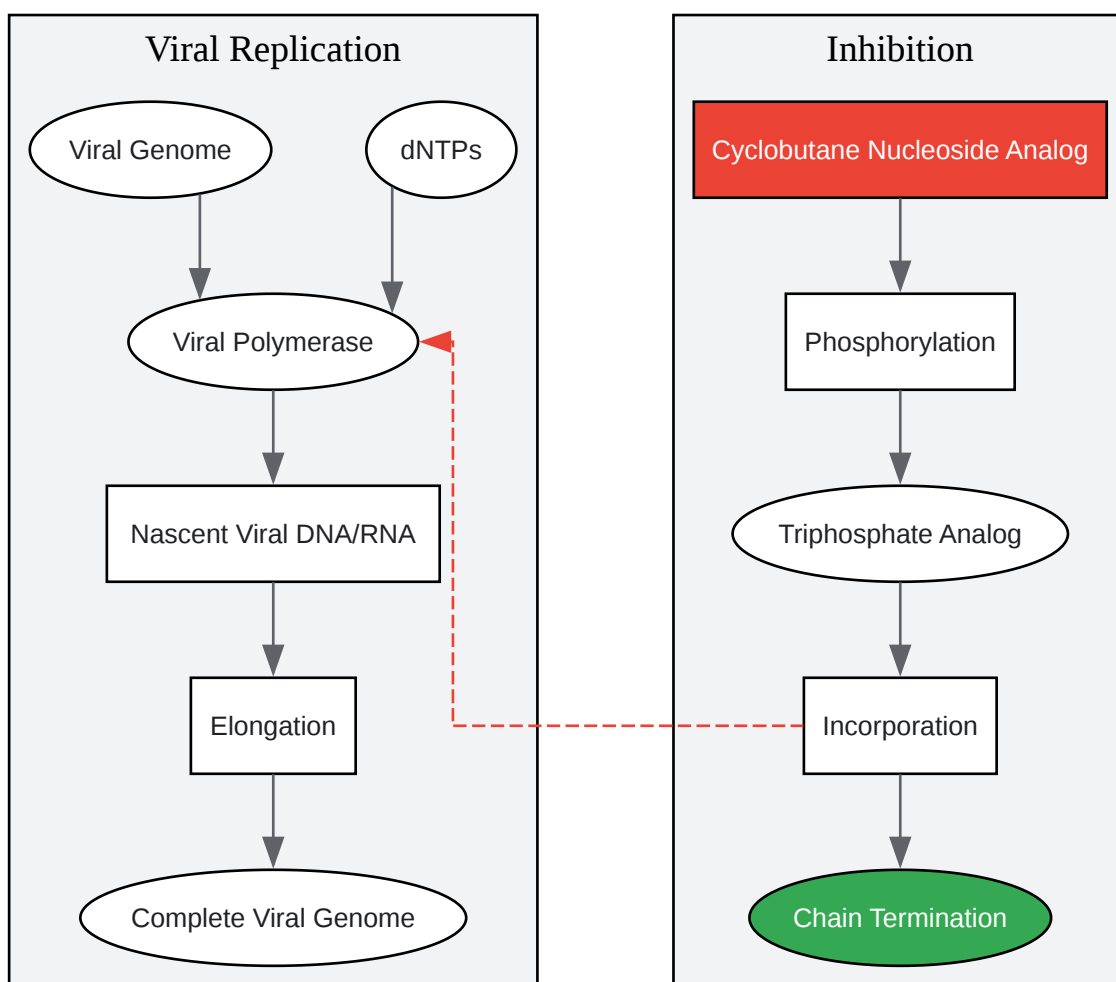 Viral Replication
Viral Genome
dNTPs
Viral Polymerase
Nascent Viral DNA/RNA
Elongation
Complete Viral Genome
Inhibition
Cyclobutane Nucleoside Analog
Phosphorylation
Triphosphate Analog
Incorporation
Chain Termination